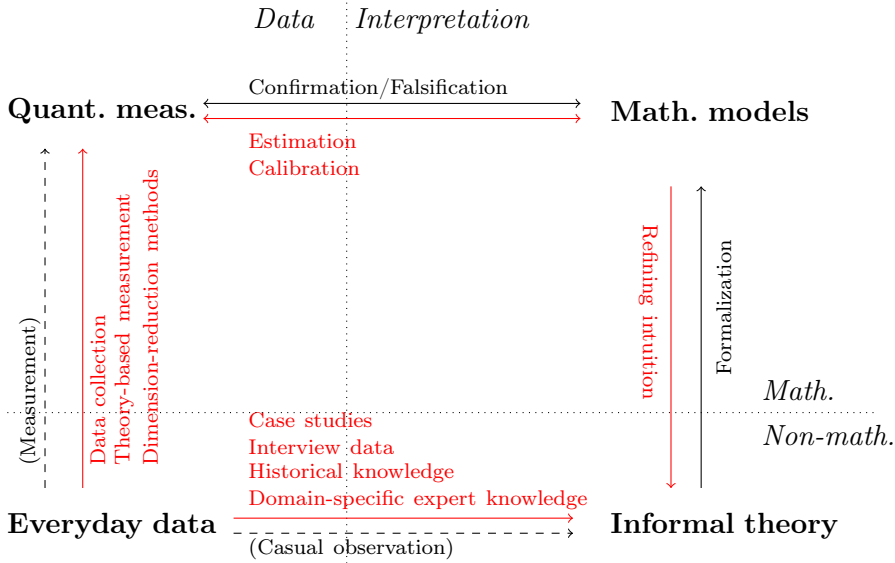 Data
Interpretation
Confirmation/Falsification
Quant. meas.
Math. models
Estimation
Calibration
(Measurement)
Data collection
Theory-based measurement
Dimension-reduction methods
Refining intuition
Formalization
Math.
Non-math.
Case studies
Interview data
Historical knowledge
Domain-specific expert knowledge
Everyday data
Informal theory
(Casual observation)